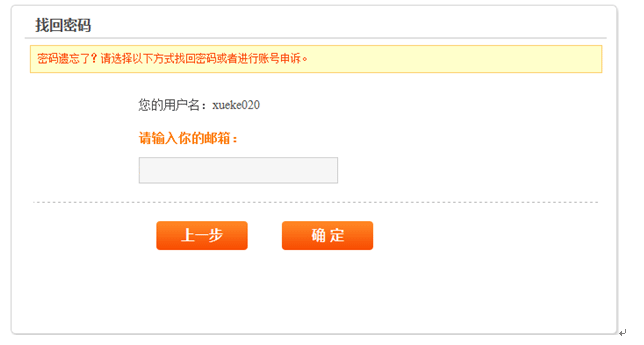 找回密码
密码遗忘了？请选择以下方式找回密码或者进行账号申诉。
您的用户名：xueke020
请输入你的邮箱：
上一步
确 定